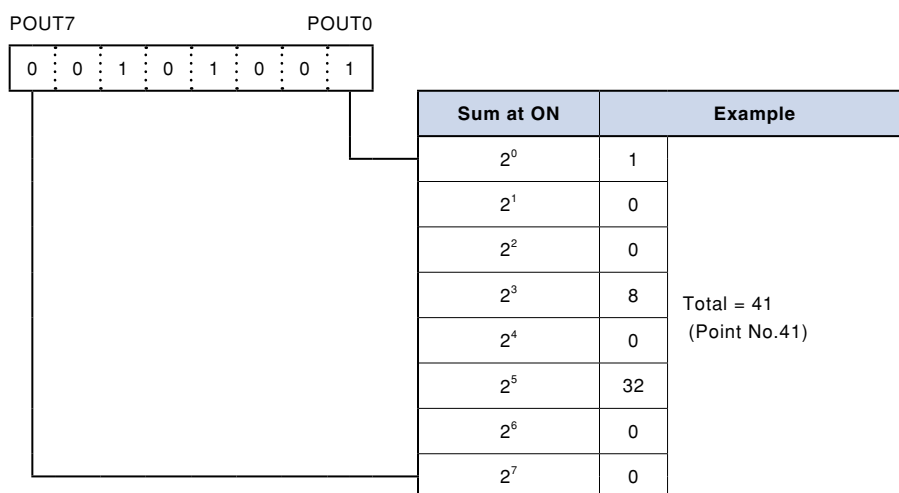 POUT7 POUT0
0 0 1 0 1 0 0 1
Sum at ON Example
2⁰ 1
2¹ 0
2² 0
2³ 8
Total = 41
2⁴ 0
(Point No.41)
2⁵ 32
2⁶ 0
2⁷ 0